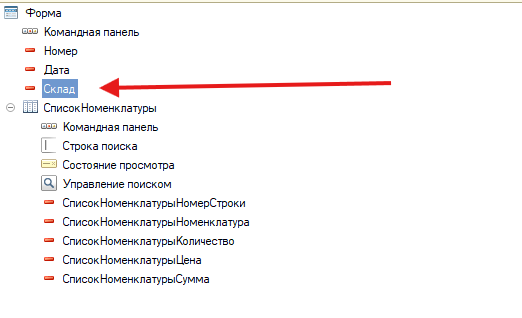 Форма
Командная панель
Номер
Дата
Склад
СписокНоменклатуры
Командная панель
Строка поиска
Состояние просмотра
Управление поиском
СписокНоменклатурыНомерСтроки
СписокНоменклатурыНоменклатура
СписокНоменклатурыКоличество
СписокНоменклатурыЦена
СписокНоменклатурыСумма